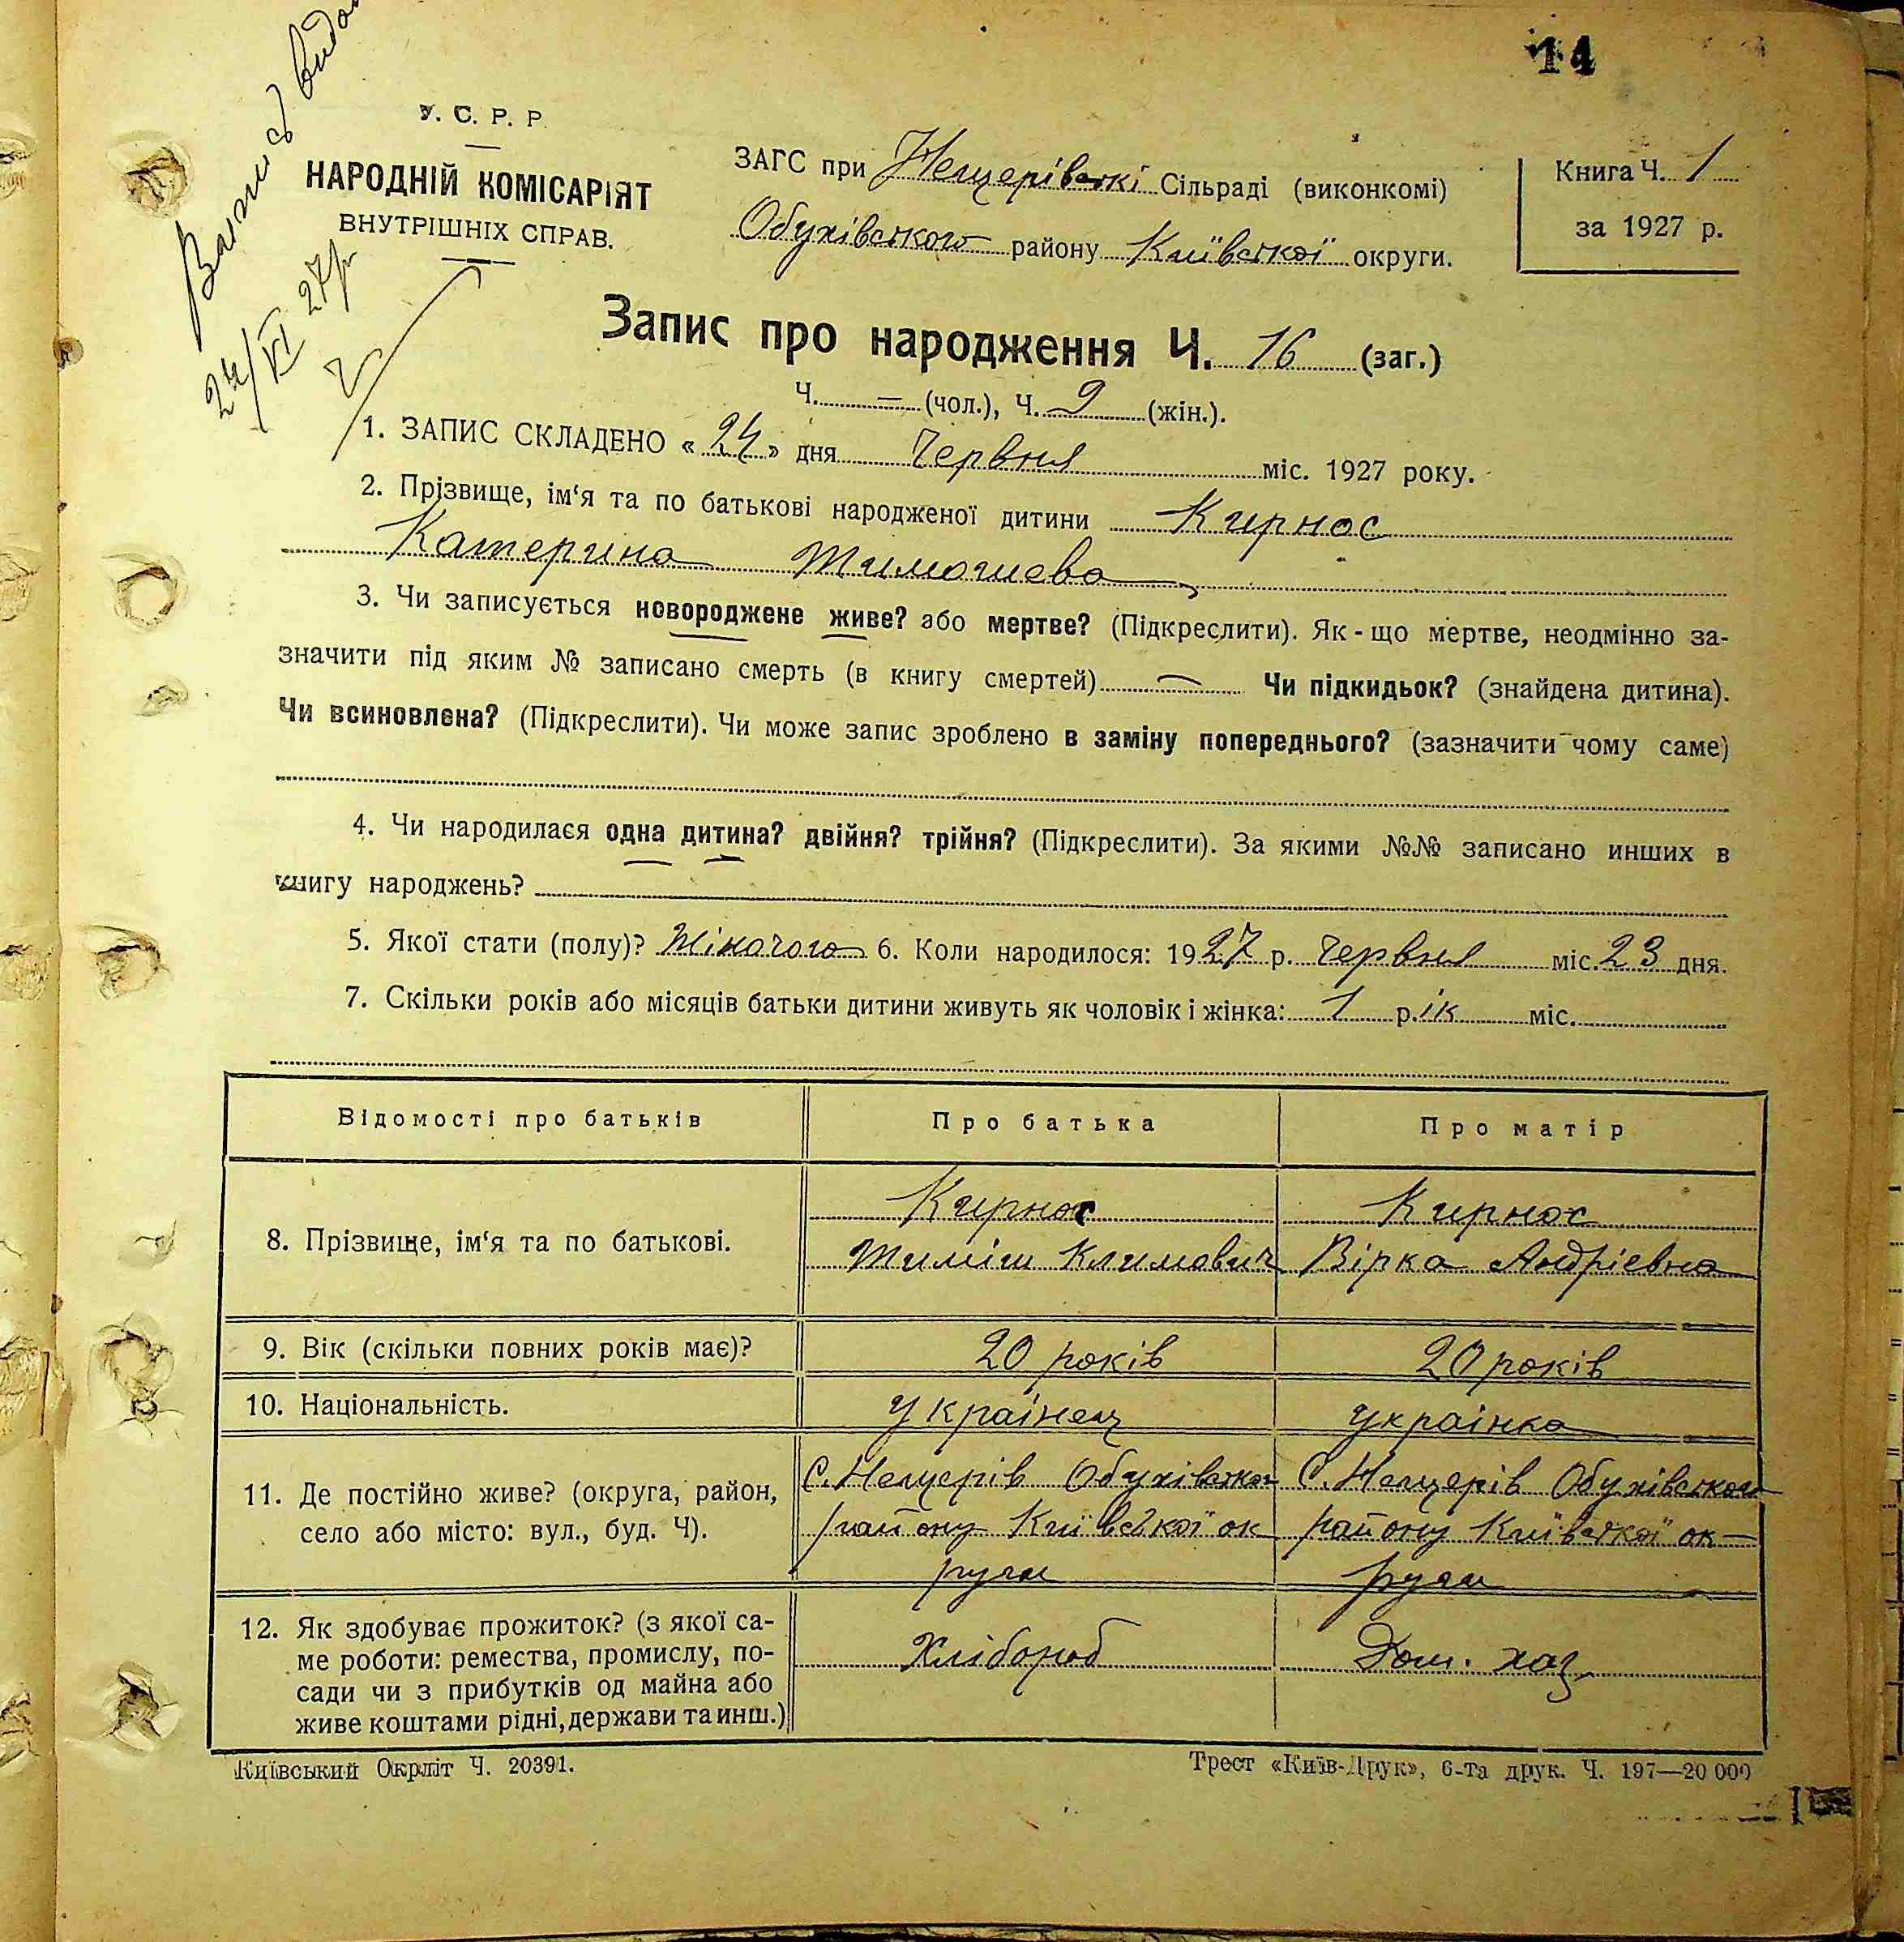 14
Випис видо
24/VI 27р
У. С. Р. Р.
НАРОДНІЙ КОМІСАРІЯТ
ВНУТРІШНІХ СПРАВ.
ЗАГС при Нещерівскі Сільраді (виконкомі)
Обухівського району Київської округи.
Книга Ч. 1
за 1927 р.
Запис про народження Ч. 16 (заг.)
Ч. — (чол.), Ч. 9 (жін.).
1. ЗАПИС СКЛАДЕНО «24» дня Червня міс. 1927 року.
2. Прізвище, ім‘я та по батькові народженої дитини Кирнос
Катерина Тимошева
3. Чи записується новороджене живе? або мертве? (Підкреслити). Як-що мертве, неодмінно за-
значити під яким № записано смерть (в книгу смертей) — Чи підкидьок? (знайдена дитина).
Чи всиновлена? (Підкреслити). Чи може запис зроблено в заміну попереднього? (зазначити чому саме)
4. Чи народилася одна дитина? двійня? трійня? (Підкреслити). За якими №№ записано инших в
книгу народжень?
5. Якої стати (полу)? Жіночого 6. Коли народилося: 1927 р. Червня міс. 23 дня.
7. Скільки років або місяців батьки дитини живуть як чоловік і жінка: 1 р.ік міс.
Відомості про батьків Про батька Про матір
8. Прізвище, ім‘я та по батькові.
Кирнос
Тиміш Климович
Кирнос
Вірка Андріевна
9. Вік (скільки повних років має)? 20 років 20 років
10. Національність. Українец українка
11. Де постійно живе? (округа, район,
село або місто: вул., буд. Ч).
С. Нещерів Обухівсько
району Київської ок
руги
С. Нещерів Обухівського
району Київської ок—
руги
12. Як здобуває прожиток? (з якої са-
ме роботи: ремества, промислу, по-
сади чи з прибутків од майна або
живе коштами рідні, держави та инш.)
Хлібороб
Дом. хаз.
Київський Окрліт Ч. 20391.
Трест «Київ-Друк», 6-та друк. Ч. 197—20 000